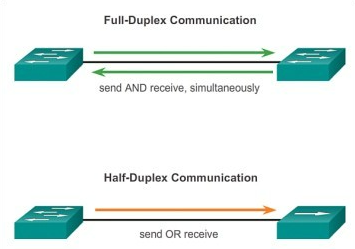 Full-Duplex Communication
send AND receive, simultaneously
Half-Duplex Communication
send OR receive